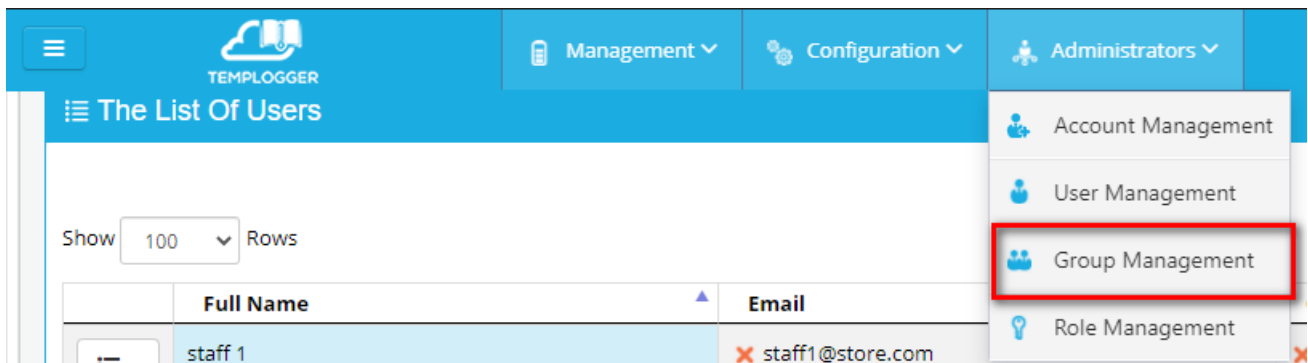 Management
Configuration
Administrators
TEMPLOGGER
The List Of Users
Account Management
User Management
Show 100 Rows
Group Management
Full Name
Email
Role Management
staff 1
staff1@store.com